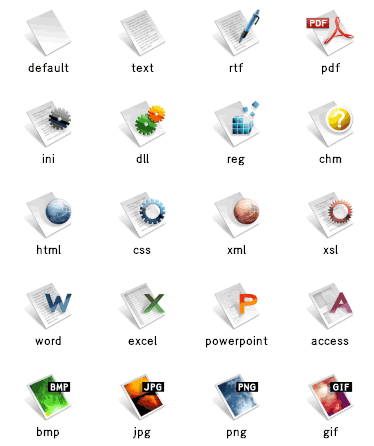 PDF
default text rtf pdf
ini dll reg chm
?
html css xml xsl
W X P A
word excel powerpoint access
BMP JPG PNG GIF
bmp jpg png gif